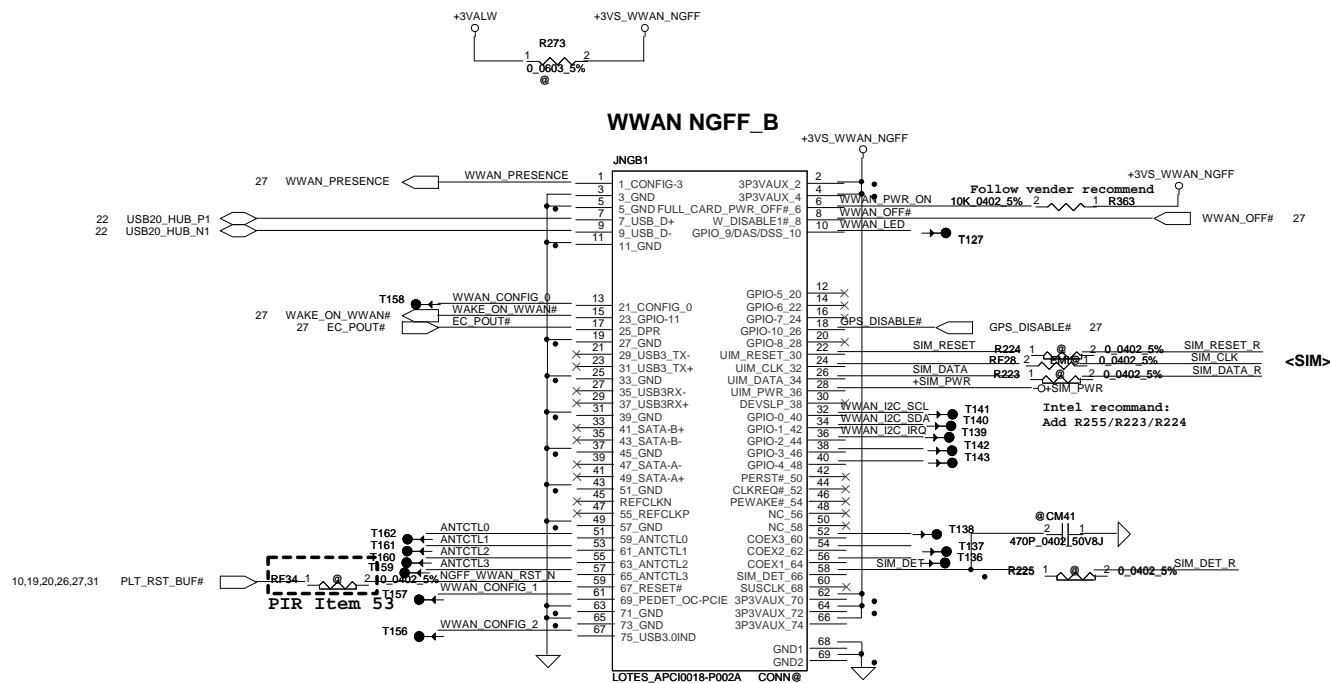 +3VALW
+3VS_WWAN_NGFF
R273
1 2
0_0603_5%
@
WWAN NGFF_B
+3VS_WWAN_NGFF
JNGB1
27 WWAN_PRESENCE WWAN_PRESENCE 1 1_CONFIG-3
3 3_GND
5 5_GND
22 USB20_HUB_P1 7 7_USB_D+
22 USB20_HUB_N1 9 9_USB_D-
11 11_GND
T158 WWAN_CONFIG_0 13 21_CONFIG_0
27 WAKE_ON_WWAN# WAKE_ON_WWAN# 15 23_GPIO-11
27 EC_POUT# EC_POUT# 17 25_DPR
19 27_GND
21 29_USB3_TX-
23 31_USB3_TX+
25 33_GND
27 35_USB3RX-
29 37_USB3RX+
31 39_GND
33 41_SATA-B+
35 43_SATA-B-
37 45_GND
39 47_SATA-A-
41 49_SATA-A+
43 51_GND
45 REFCLKN
47 55_REFCLKP
49 57_GND
T162 ANTCTL0 51 59_ANTCTL0
T161 ANTCTL1 53 61_ANTCTL1
T160 ANTCTL2 55 63_ANTCTL2
T159 ANTCTL3 57 65_ANTCTL3
10,19,20,26,27,31 PLT_RST_BUF# RF34 1 @ 2 0_0402_5% NGFF_WWAN_RST_N 59 67_RESET#
PIR Item 53
T157 WWAN_CONFIG_1 61 69_PEDET_OC-PCIE
63 71_GND
65 73_GND
T156 WWAN_CONFIG_2 67 75_USB3.0IND
3P3VAUX_2 2
3P3VAUX_4 4
+3VS_WWAN_NGFF
Follow vender recommend
FULL_CARD_PWR_OFF#_6 6 WWAN_PWR_ON 10K_0402_5% 2 1 R363
W_DISABLE1#_8 8 WWAN_OFF# WWAN_OFF# 27
GPIO_9/DAS/DSS_10 10 WWAN_LED T127
GPIO-5_20 12
GPIO-6_22 14
GPIO-7_24 16
GPIO-10_26 18 GPS_DISABLE# GPS_DISABLE# 27
GPIO-8_28 20
UIM_RESET_30 22 SIM_RESET R224 1 @ 2 0_0402_5% SIM_RESET_R
UIM_CLK_32 24 RF28 1 EMI@ 2 0_0402_5% SIM_CLK
<SIM>
UIM_DATA_34 26 SIM_DATA R223 1 @ 2 0_0402_5% SIM_DATA_R
UIM_PWR_36 28 +SIM_PWR +SIM_PWR
DEVSLP_38 30
Intel recommand:
Add R255/R223/R224
GPIO-0_40 32 WWAN_I2C_SCL T141
GPIO-1_42 34 WWAN_I2C_SDA T140
GPIO-2_44 36 WWAN_I2C_IRQ T139
GPIO-3_46 38 T142
GPIO-4_48 40 T143
PERST#_50 42
CLKREQ#_52 44
PEWAKE#_54 46
NC_56 48
NC_58 50
@CM41
2 1
470P_0402_50V8J
COEX3_60 52 T138
COEX2_62 54 T137
COEX1_64 56 T136
SIM_DET_66 58 SIM_DET R225 1 @ 2 0_0402_5% SIM_DET_R
SUSCLK_68 60
3P3VAUX_70 62
3P3VAUX_72 64
3P3VAUX_74 66
GND1 68
GND2 69
LOTES_APCI0018-P002A CONN@